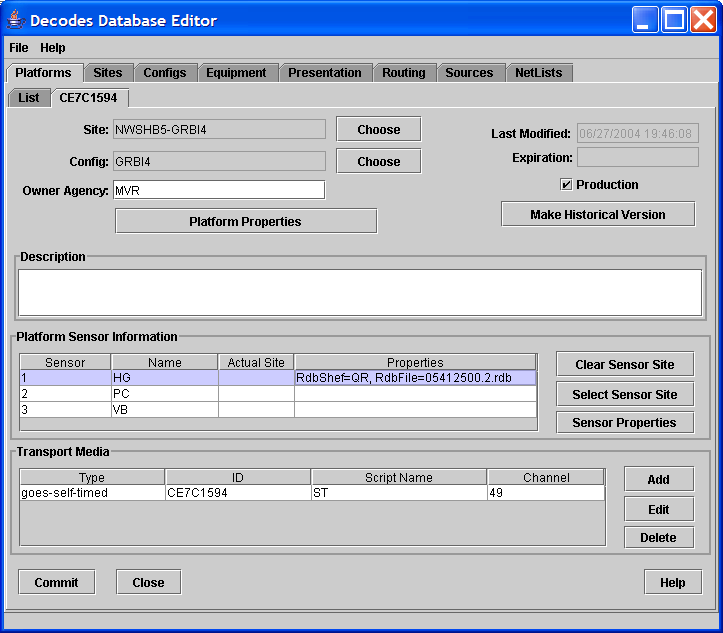 Decodes Database Editor
File Help
Platforms Sites Configs Equipment Presentation Routing Sources NetLists
List CE7C1594
Site: NWSHB5-GRBI4 Choose Last Modified: 06/27/2004 19:46:08
Config: GRBI4 Choose Expiration:
Owner Agency: MVR Production
Platform Properties Make Historical Version
Description
Platform Sensor Information
Sensor Name Actual Site Properties Clear Sensor Site
1 HG RdbShef=QR, RdbFile=05412500.2.rdb
2 PC Select Sensor Site
3 VB Sensor Properties
Transport Media
Type ID Script Name Channel Add
goes-self-timed CE7C1594 ST 49
Edit
Delete
Commit Close Help